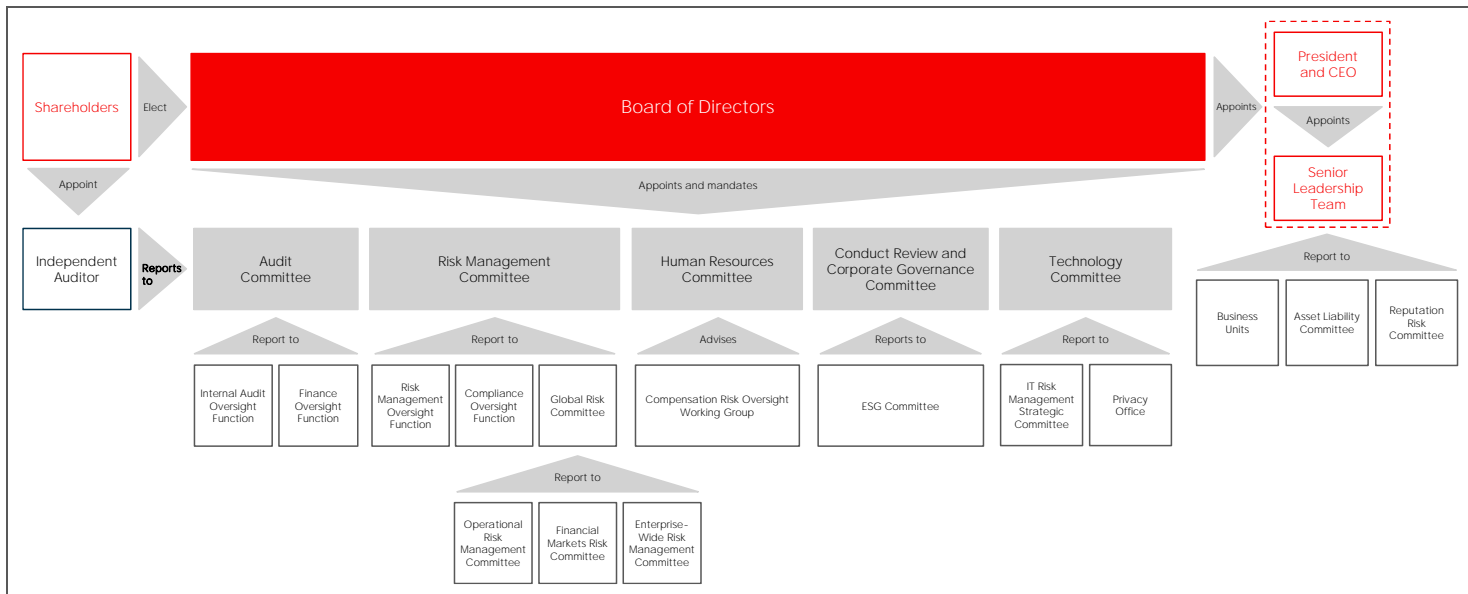 Shareholders
Elect
Board of Directors
Appoints
President
and CEO
Appoints
Senior
Leadership
Team
Appoint
Appoints and mandates
Independent
Auditor
Reports
to
Audit
Committee
Risk Management
Committee
Human Resources
Committee
Conduct Review and
Corporate Governance
Committee
Technology
Committee
Report to
Business
Units
Asset Liability
Committee
Reputation
Risk
Committee
Report to
Report to
Advises
Reports to
Report to
Internal Audit
Oversight
Function
Finance
Oversight
Function
Risk
Management
Oversight
Function
Compliance
Oversight
Function
Global Risk
Committee
Compensation Risk Oversight
Working Group
ESG Committee
IT Risk
Management
Strategic
Committee
Privacy
Office
Report to
Operational
Risk
Management
Committee
Financial
Markets Risk
Committee
Enterprise-
Wide Risk
Management
Committee